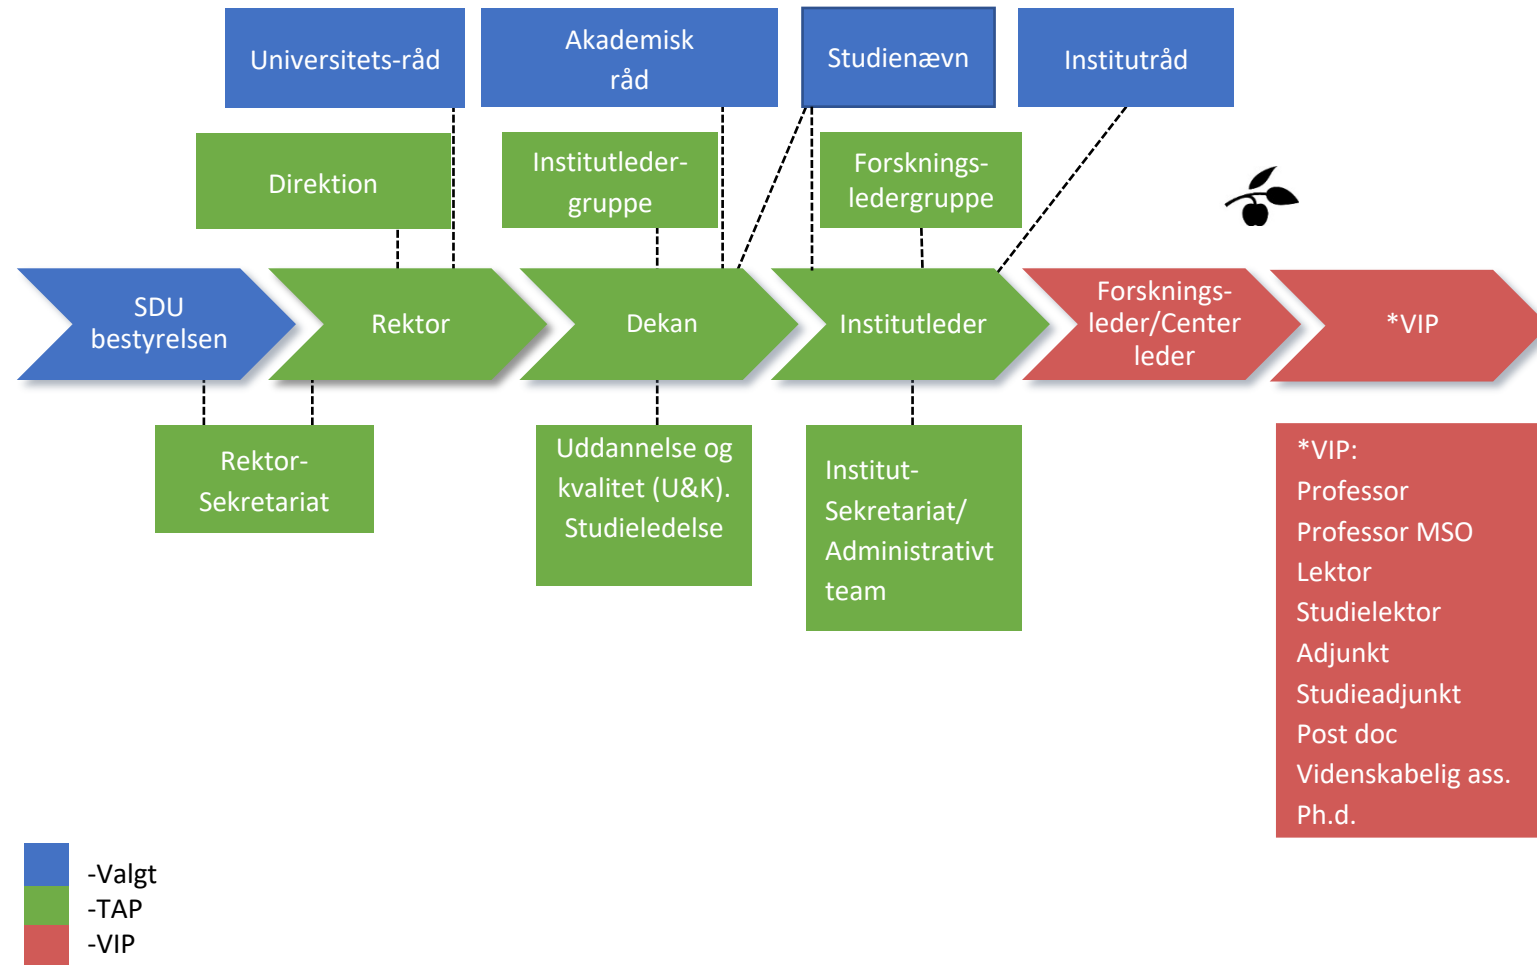 Universitets-råd
Akademisk
råd
Studienævn
Institutråd
Direktion
Institutleder-
gruppe
Forsknings-
ledergruppe
SDU
bestyrelsen
Rektor
Dekan
Institutleder
Forsknings-
leder/Center
leder
*VIP
Rektor-
Sekretariat
Uddannelse og
kvalitet (U&K).
Studieledelse
Institut-
Sekretariat/
Administrativt
team
*VIP:
Professor
Professor MSO
Lektor
Studielektor
Adjunkt
Studieadjunkt
Post doc
Videnskabelig ass.
Ph.d.
-Valgt
-TAP
-VIP